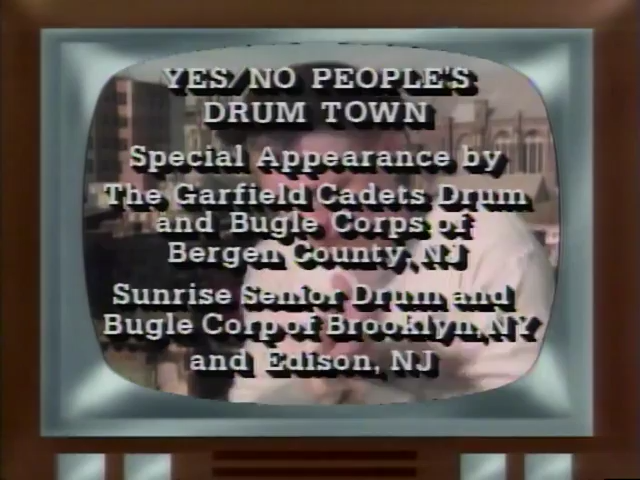 YES/NO PEOPLE'S
DRUM TOWN
Special Appearance by
The Garfield Cadets Drum
and Bugle Corps of
Bergen County, NJ
Sunrise Senior Drum and
Bugle Corp of Brooklyn, NY
and Edison, NJ